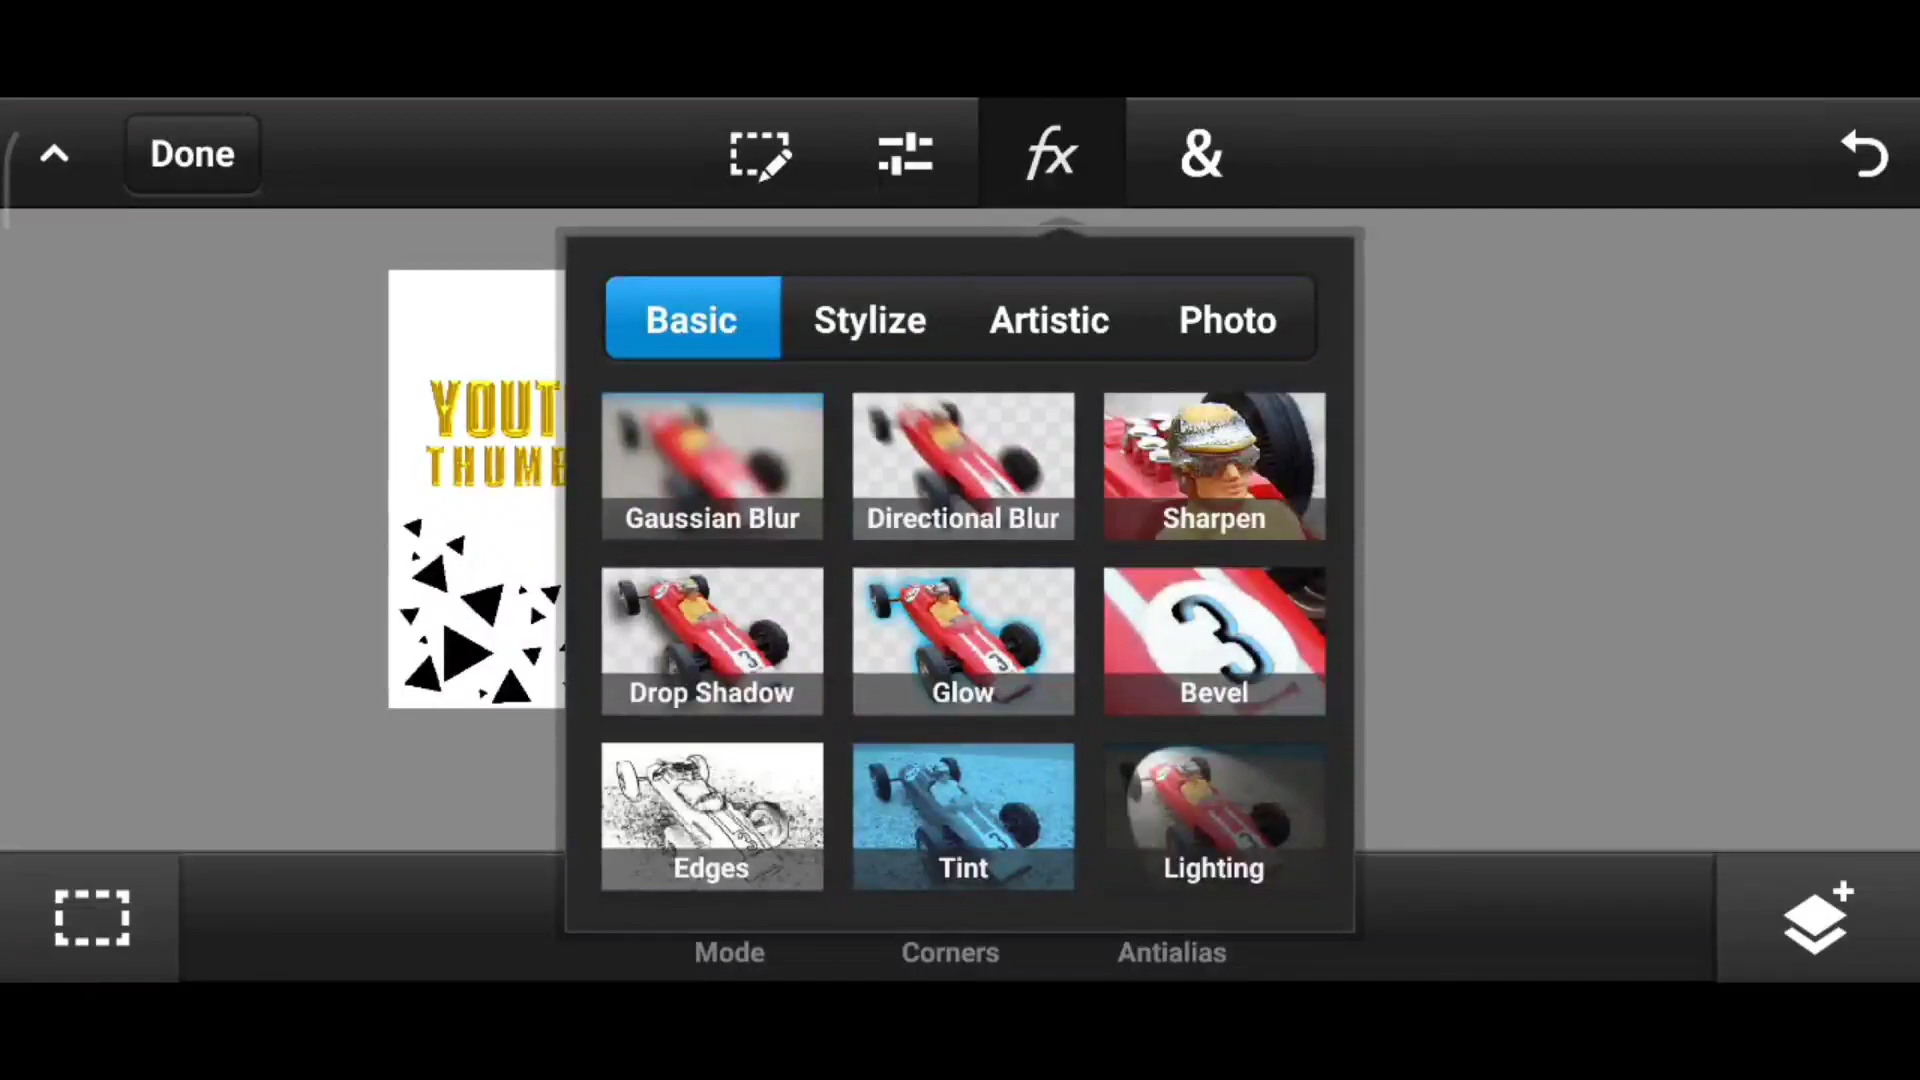 Done
fx
&
Basic Stylize Artistic Photo
YOUT
THUMB
Gaussian Blur Directional Blur Sharpen
Drop Shadow Glow Bevel
Edges Tint Lighting
Mode Corners Antialias